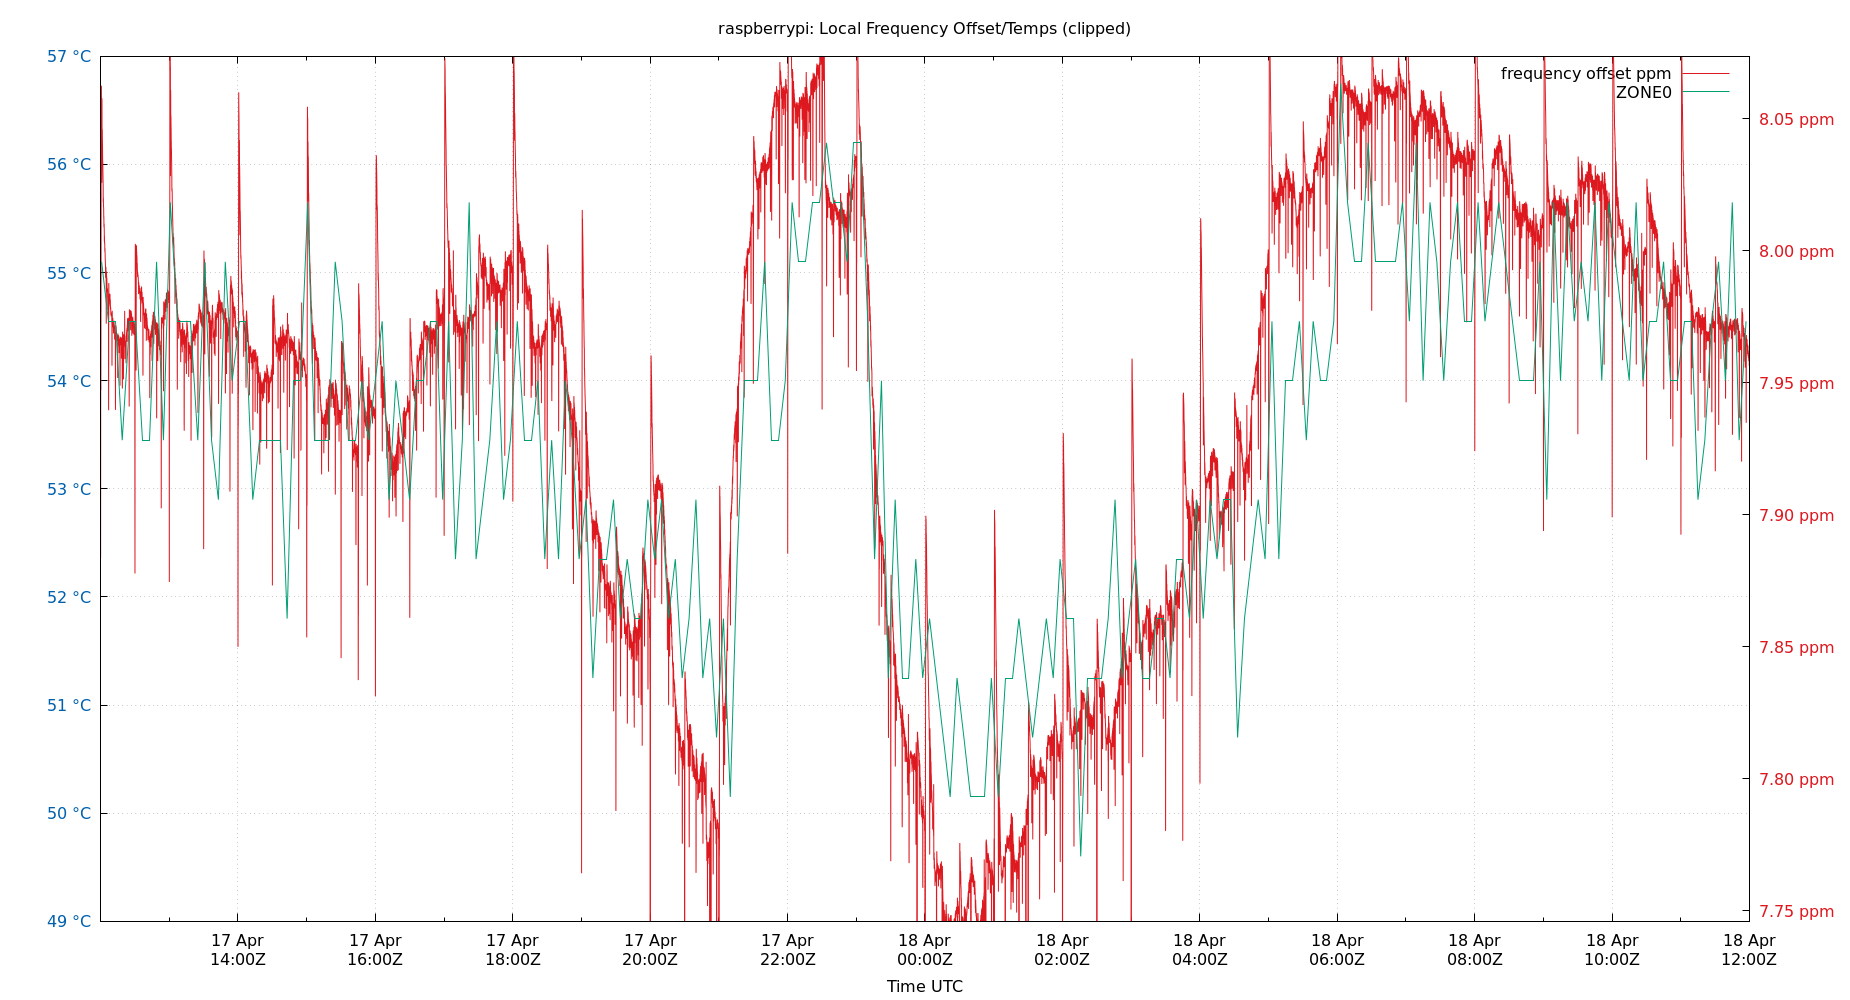 raspberrypi: Local Frequency Offset/Temps (clipped)
57 °C
56 °C
55 °C
54 °C
53 °C
52 °C
51 °C
50 °C
49 °C
frequency offset ppm
ZONE0
8.05 ppm
8.00 ppm
7.95 ppm
7.90 ppm
7.85 ppm
7.80 ppm
7.75 ppm
17 Apr
14:00Z
17 Apr
16:00Z
17 Apr
18:00Z
17 Apr
20:00Z
17 Apr
22:00Z
18 Apr
00:00Z
18 Apr
02:00Z
18 Apr
04:00Z
18 Apr
06:00Z
18 Apr
08:00Z
18 Apr
10:00Z
18 Apr
12:00Z
Time UTC